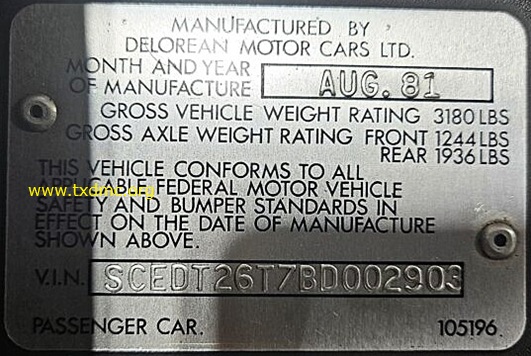 MANUFACTURED BY
DELOREAN MOTOR CARS LTD.
MONTH AND YEAR
OF MANUFACTURE AUG. 81
GROSS VEHICLE WEIGHT RATING 3180 LBS
GROSS AXLE WEIGHT RATING FRONT 1244 LBS
REAR 1936 LBS
THIS VEHICLE CONFORMS TO ALL
APPLICABLE FEDERAL MOTOR VEHICLE
www.txdmc.org
SAFETY AND BUMPER STANDARDS IN
EFFECT ON THE DATE OF MANUFACTURE
SHOWN ABOVE.
V.I.N. SCEDT26T7BD002903
PASSENGER CAR. 105196